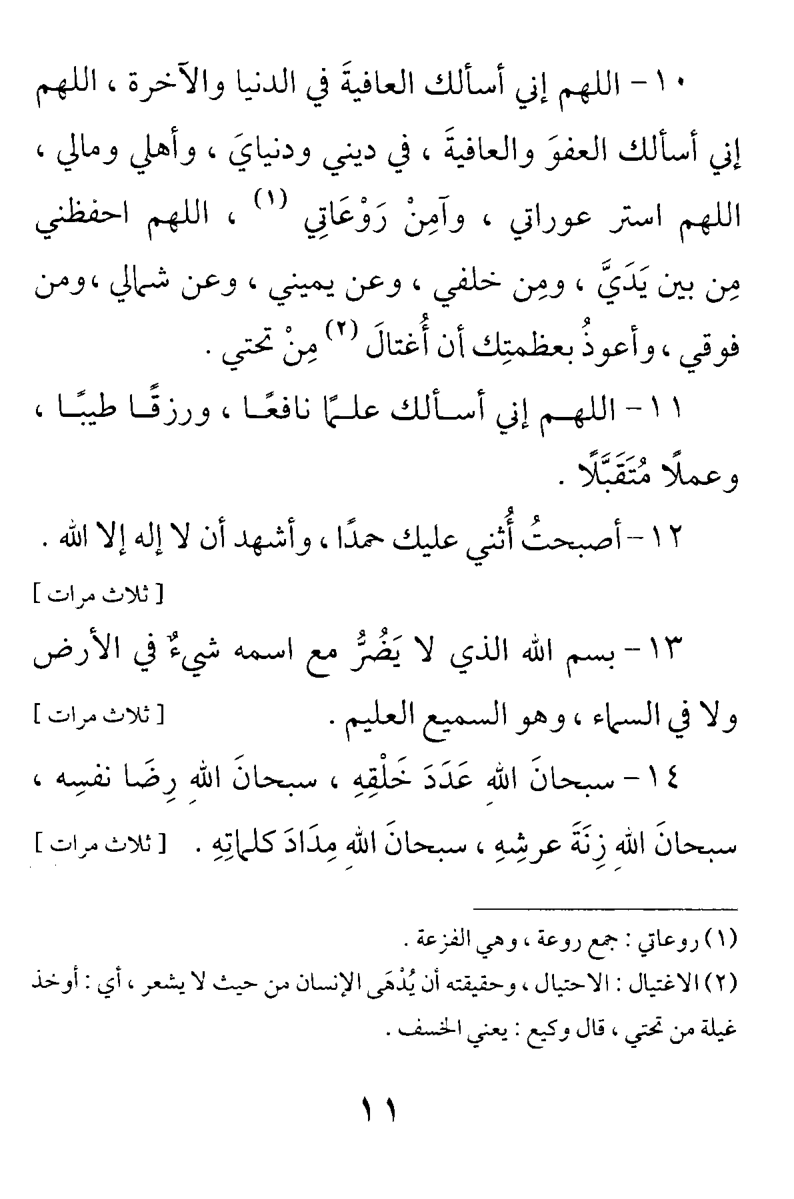 ١٠- اللهم إني أسألك العافيةَ في الدنيا والآخرة ، اللهم
إني أسألك العفوَ والعافيةَ ، في ديني ودنيايَ ، وأهلي ومالي ،
اللهم استر عوراتي ، وآمِنْ رَوْعَاتِي (١) ، اللهم احفظني
مِن بين يَدَيَّ ، ومِن خلفي ، وعن يميني ، وعن شمالي ،ومن
فوقي ، وأعوذُ بعظمتِك أن أُغتالَ (٢) مِنْ تحتي .
١١- اللهــم إني أســألك علــمًا نافعًــا ، ورزقًــا طيبًــا ،
وعملًا مُتَقَبَّلًا .
١٢-أصبحتُ أُثني عليك حمدًا ، وأشهد أن لا إله إلا الله .
[ ثلاث مرات ]
١٣- بسم الله الذي لا يَضُرُّ مع اسمه شيءٌ في الأرض
ولا في السماء ، وهو السميع العليم . [ ثلاث مرات ]
١٤- سبحانَ اللهِ عَدَدَ خَلْقِهِ ، سبحانَ اللهِ رِضَا نفسِه ،
سبحانَ اللهِ زِنَةَ عرشِهِ ، سبحانَ اللهِ مِدَادَ كلماتِهِ . [ ثلاث مرات ]
(١) روعاتي : جمع روعة ، وهي الفزعة .
(٢) الاغتيال : الاحتيال ، وحقيقته أن يُدْهَى الإنسان من حيث لا يشعر ، أي : أوخذ
غيلة من تحتي ، قال وكيع : يعني الخسف .
١١